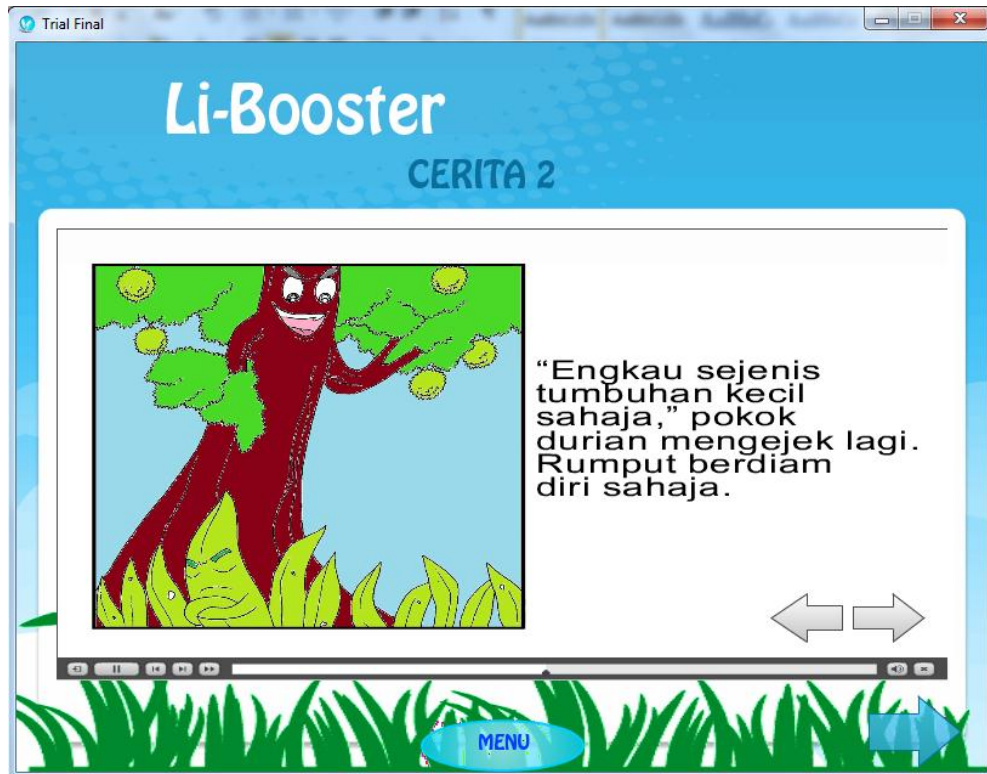 Trial Final
Li-Booster
CERITA 2
“Engkau sejenis
tumbuhan kecil
sahaja,” pokok
durian mengejek lagi.
Rumput berdiam
diri sahaja.
MENU